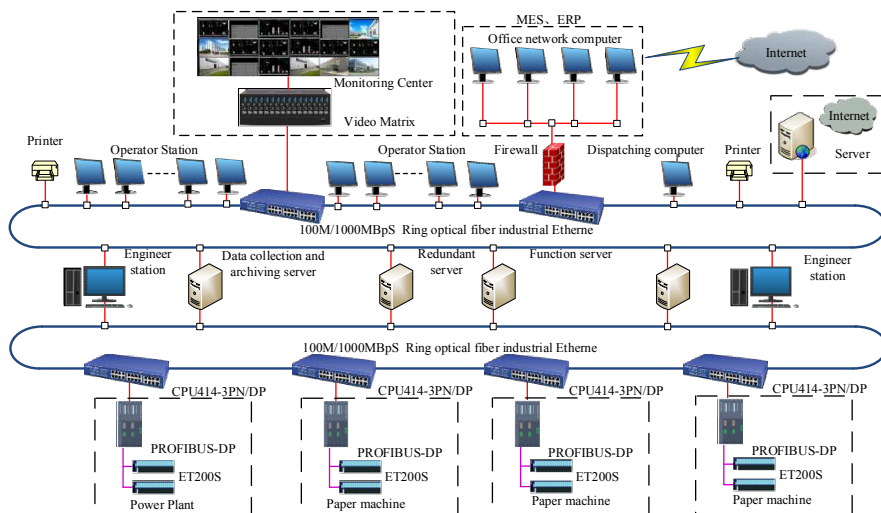 MES、ERP
Office network computer
Internet
Monitoring Center
Video Matrix
Internet
Server
Printer
Operator Station
Operator Station
Firewall
Dispatching computer
Printer
100M/1000MBpS Ring optical fiber industrial Etherne
Engineer
station
Data collection and
archiving server
Redundant
server
Function server
Engineer
station
100M/1000MBpS Ring optical fiber industrial Etherne
CPU414-3PN/DP
PROFIBUS-DP
ET200S
Power Plant
CPU414-3PN/DP
PROFIBUS-DP
ET200S
Paper machine
CPU414-3PN/DP
PROFIBUS-DP
ET200S
Paper machine
CPU414-3PN/DP
PROFIBUS-DP
ET200S
Paper machine